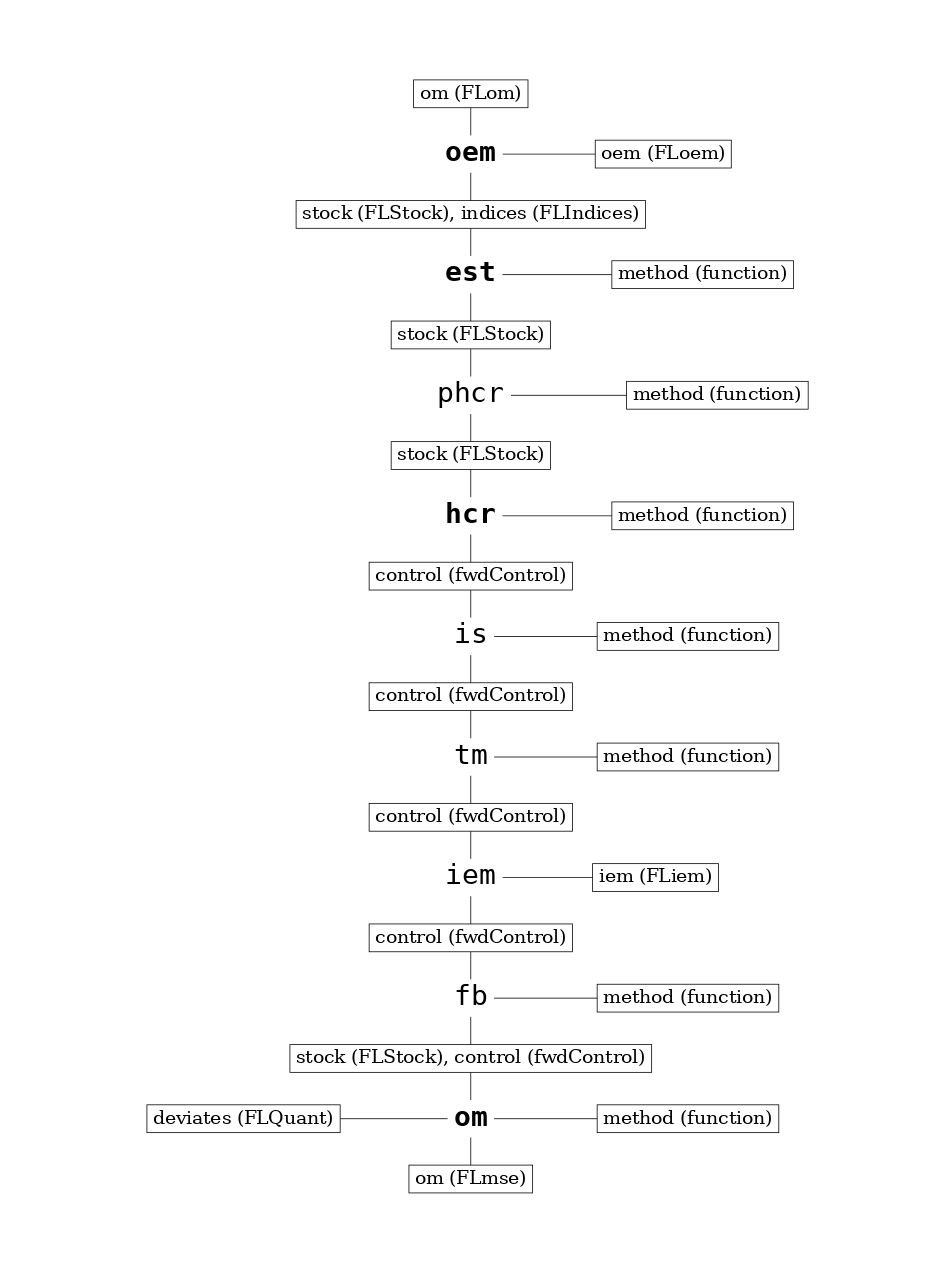 om (FLom)
oem oem (FLoem)
stock (FLStock), indices (FLIndices)
est method (function)
stock (FLStock)
phcr method (function)
stock (FLStock)
hcr method (function)
control (fwdControl)
is method (function)
control (fwdControl)
tm method (function)
control (fwdControl)
iem iem (FLiem)
control (fwdControl)
fb method (function)
stock (FLStock), control (fwdControl)
deviates (FLQuant) om method (function)
om (FLmse)